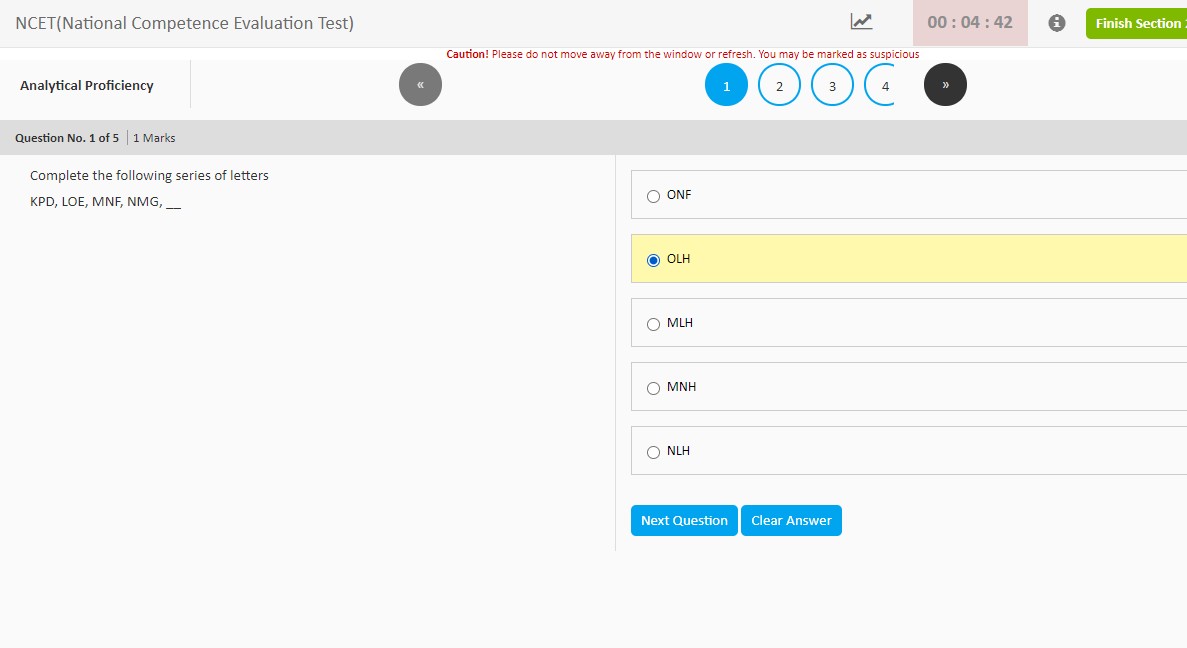 NCET(National Competence Evaluation Test)
00 : 04 : 42
Finish Section
Caution! Please do not move away from the window or refresh. You may be marked as suspicious
Analytical Proficiency
«
1
2
3
4
»
Question No. 1 of 5 | 1 Marks
Complete the following series of letters
KPD, LOE, MNF, NMG, __
ONF
OLH
MLH
MNH
NLH
Next Question
Clear Answer